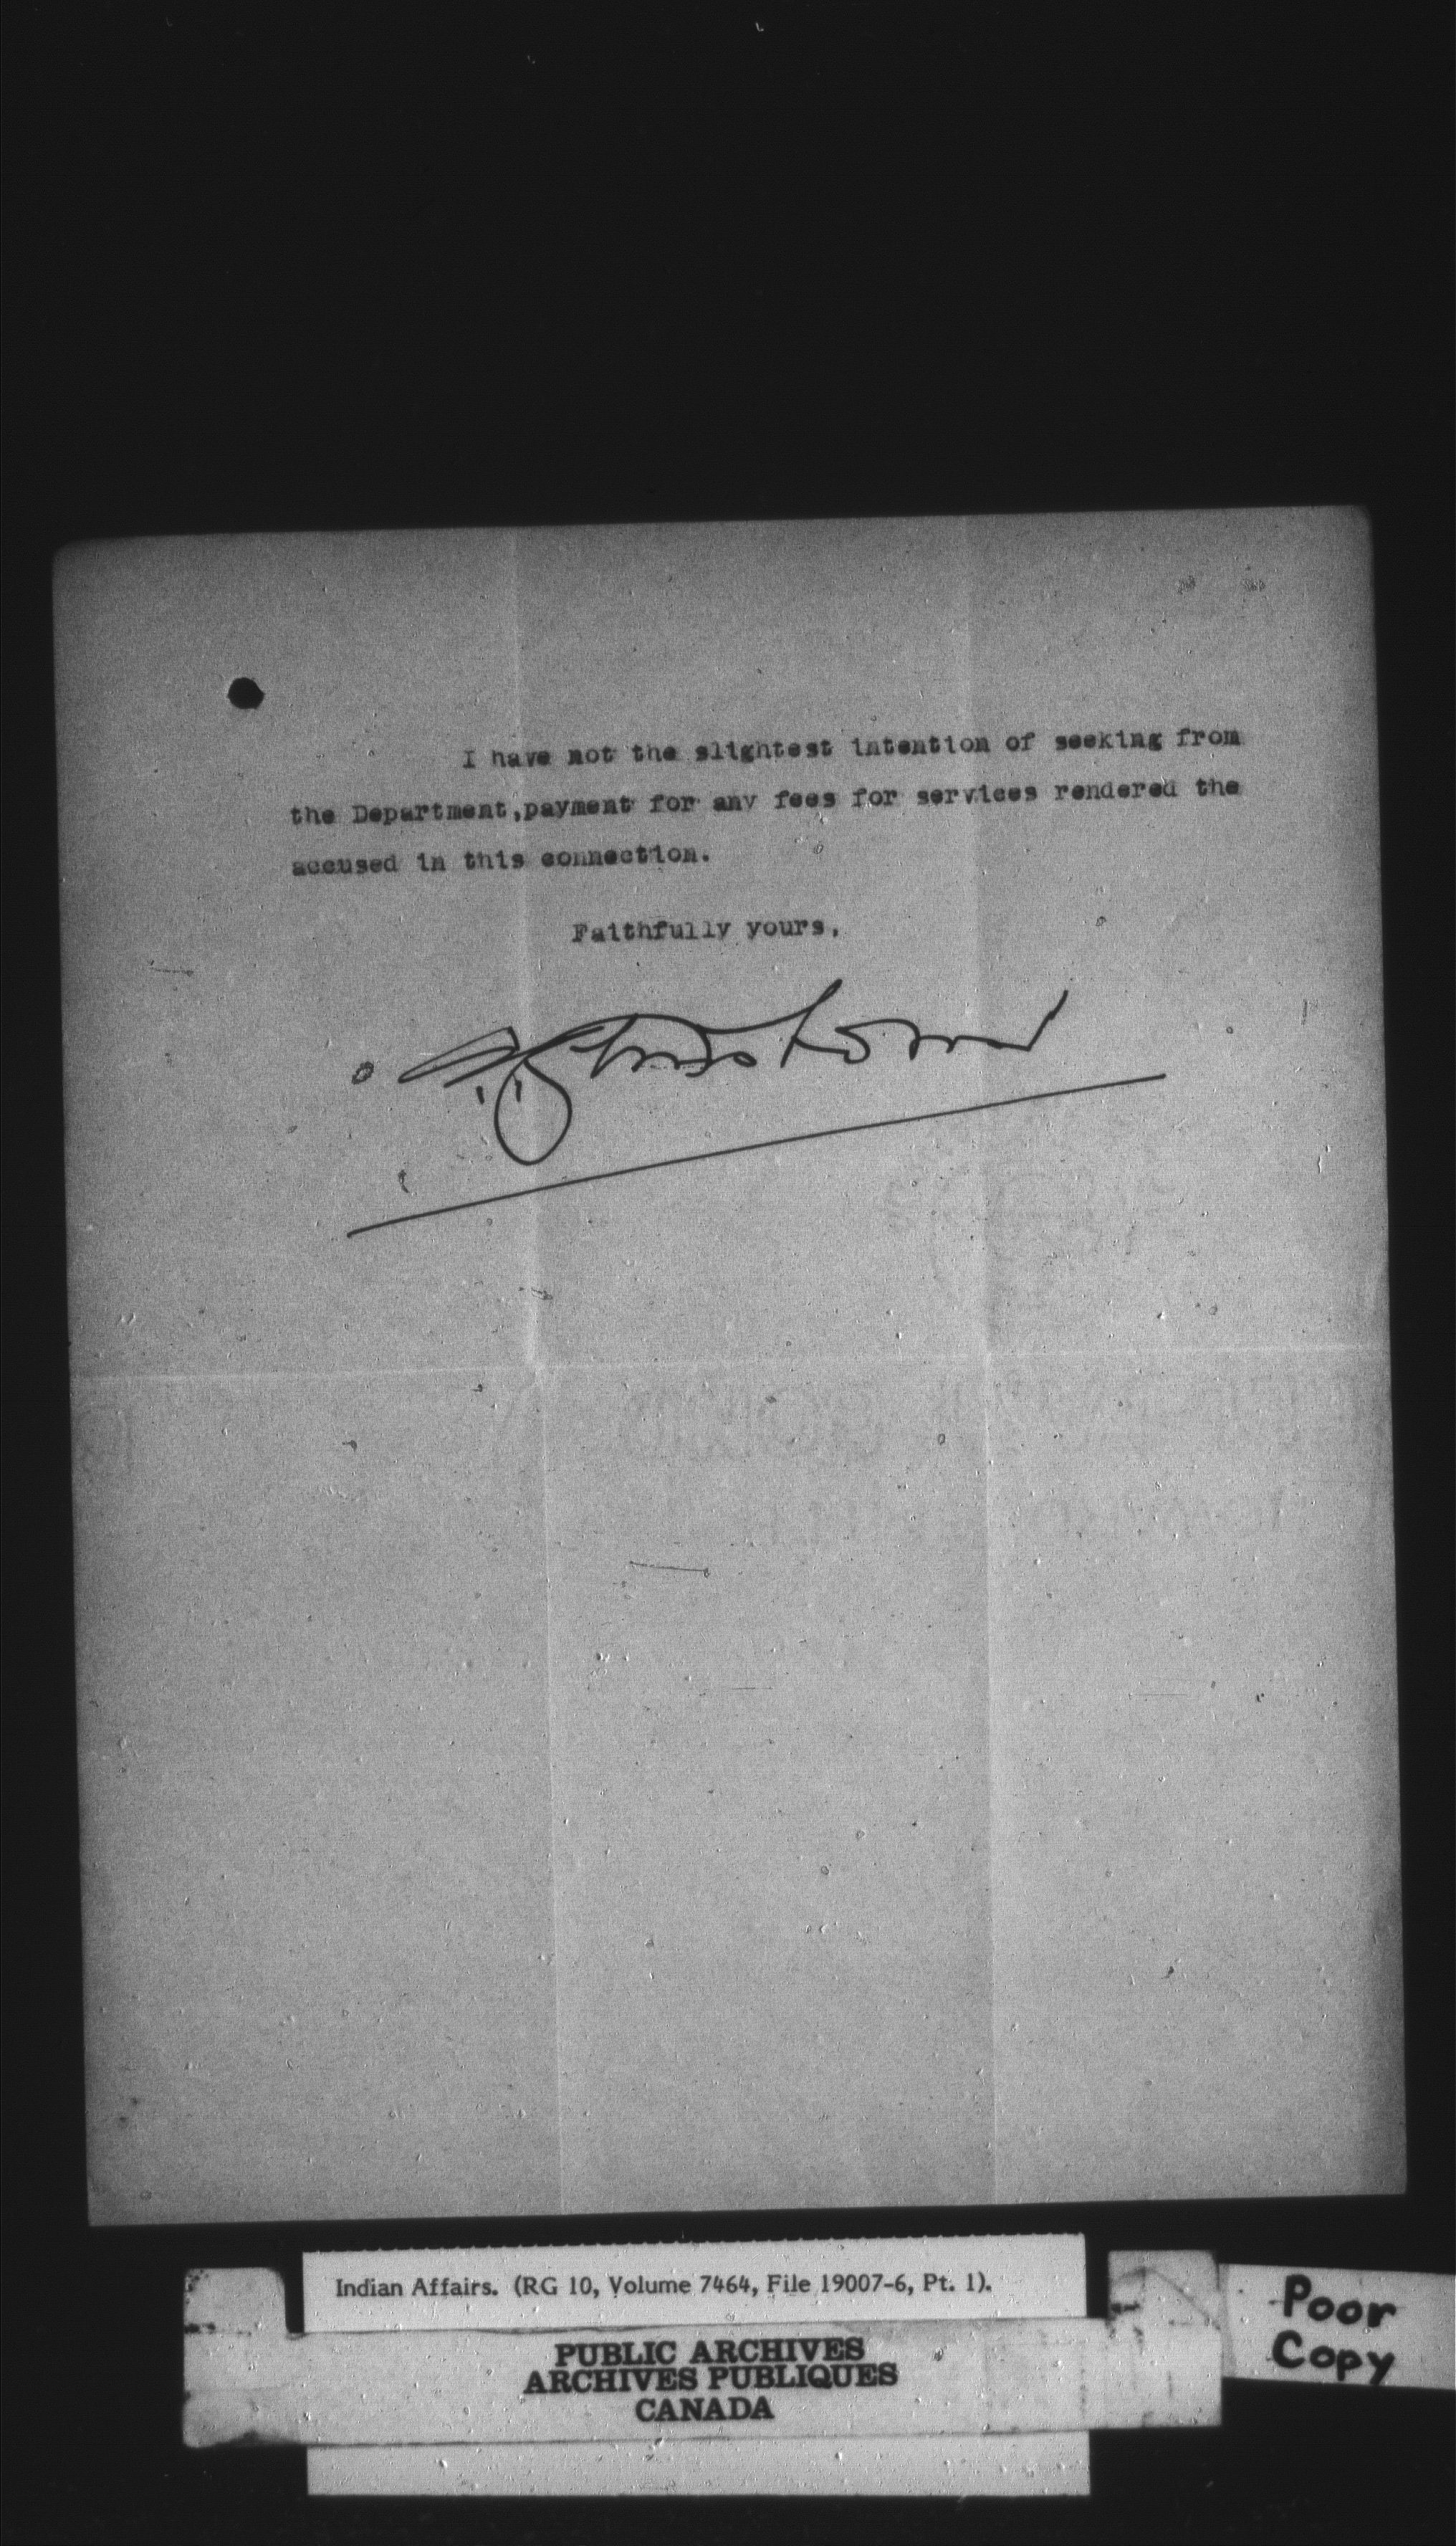 I have not the slightest intention of seeking from
the Department,payment for any fees for services rendered the
accused in this connection.
Faithfully yours,
Indian Affairs. (RG 10, Volume 7464, File 19007-6, Pt. 1).
PUBLIC ARCHIVES
ARCHIVES PUBLIQUES
CANADA
Poor
Copy